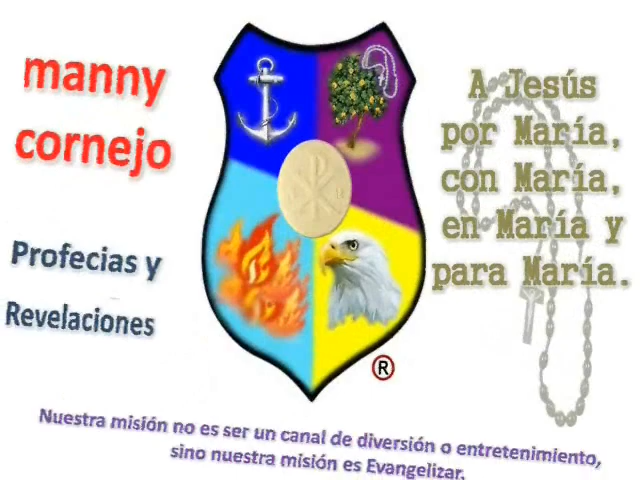 manny
cornejo
Profecias y
Revelaciones
A Jesús
por María,
con María,
en María y
para María.
®
Nuestra misión no es ser un canal de diversión o entretenimiento,
sino nuestra misión es Evangelizar.